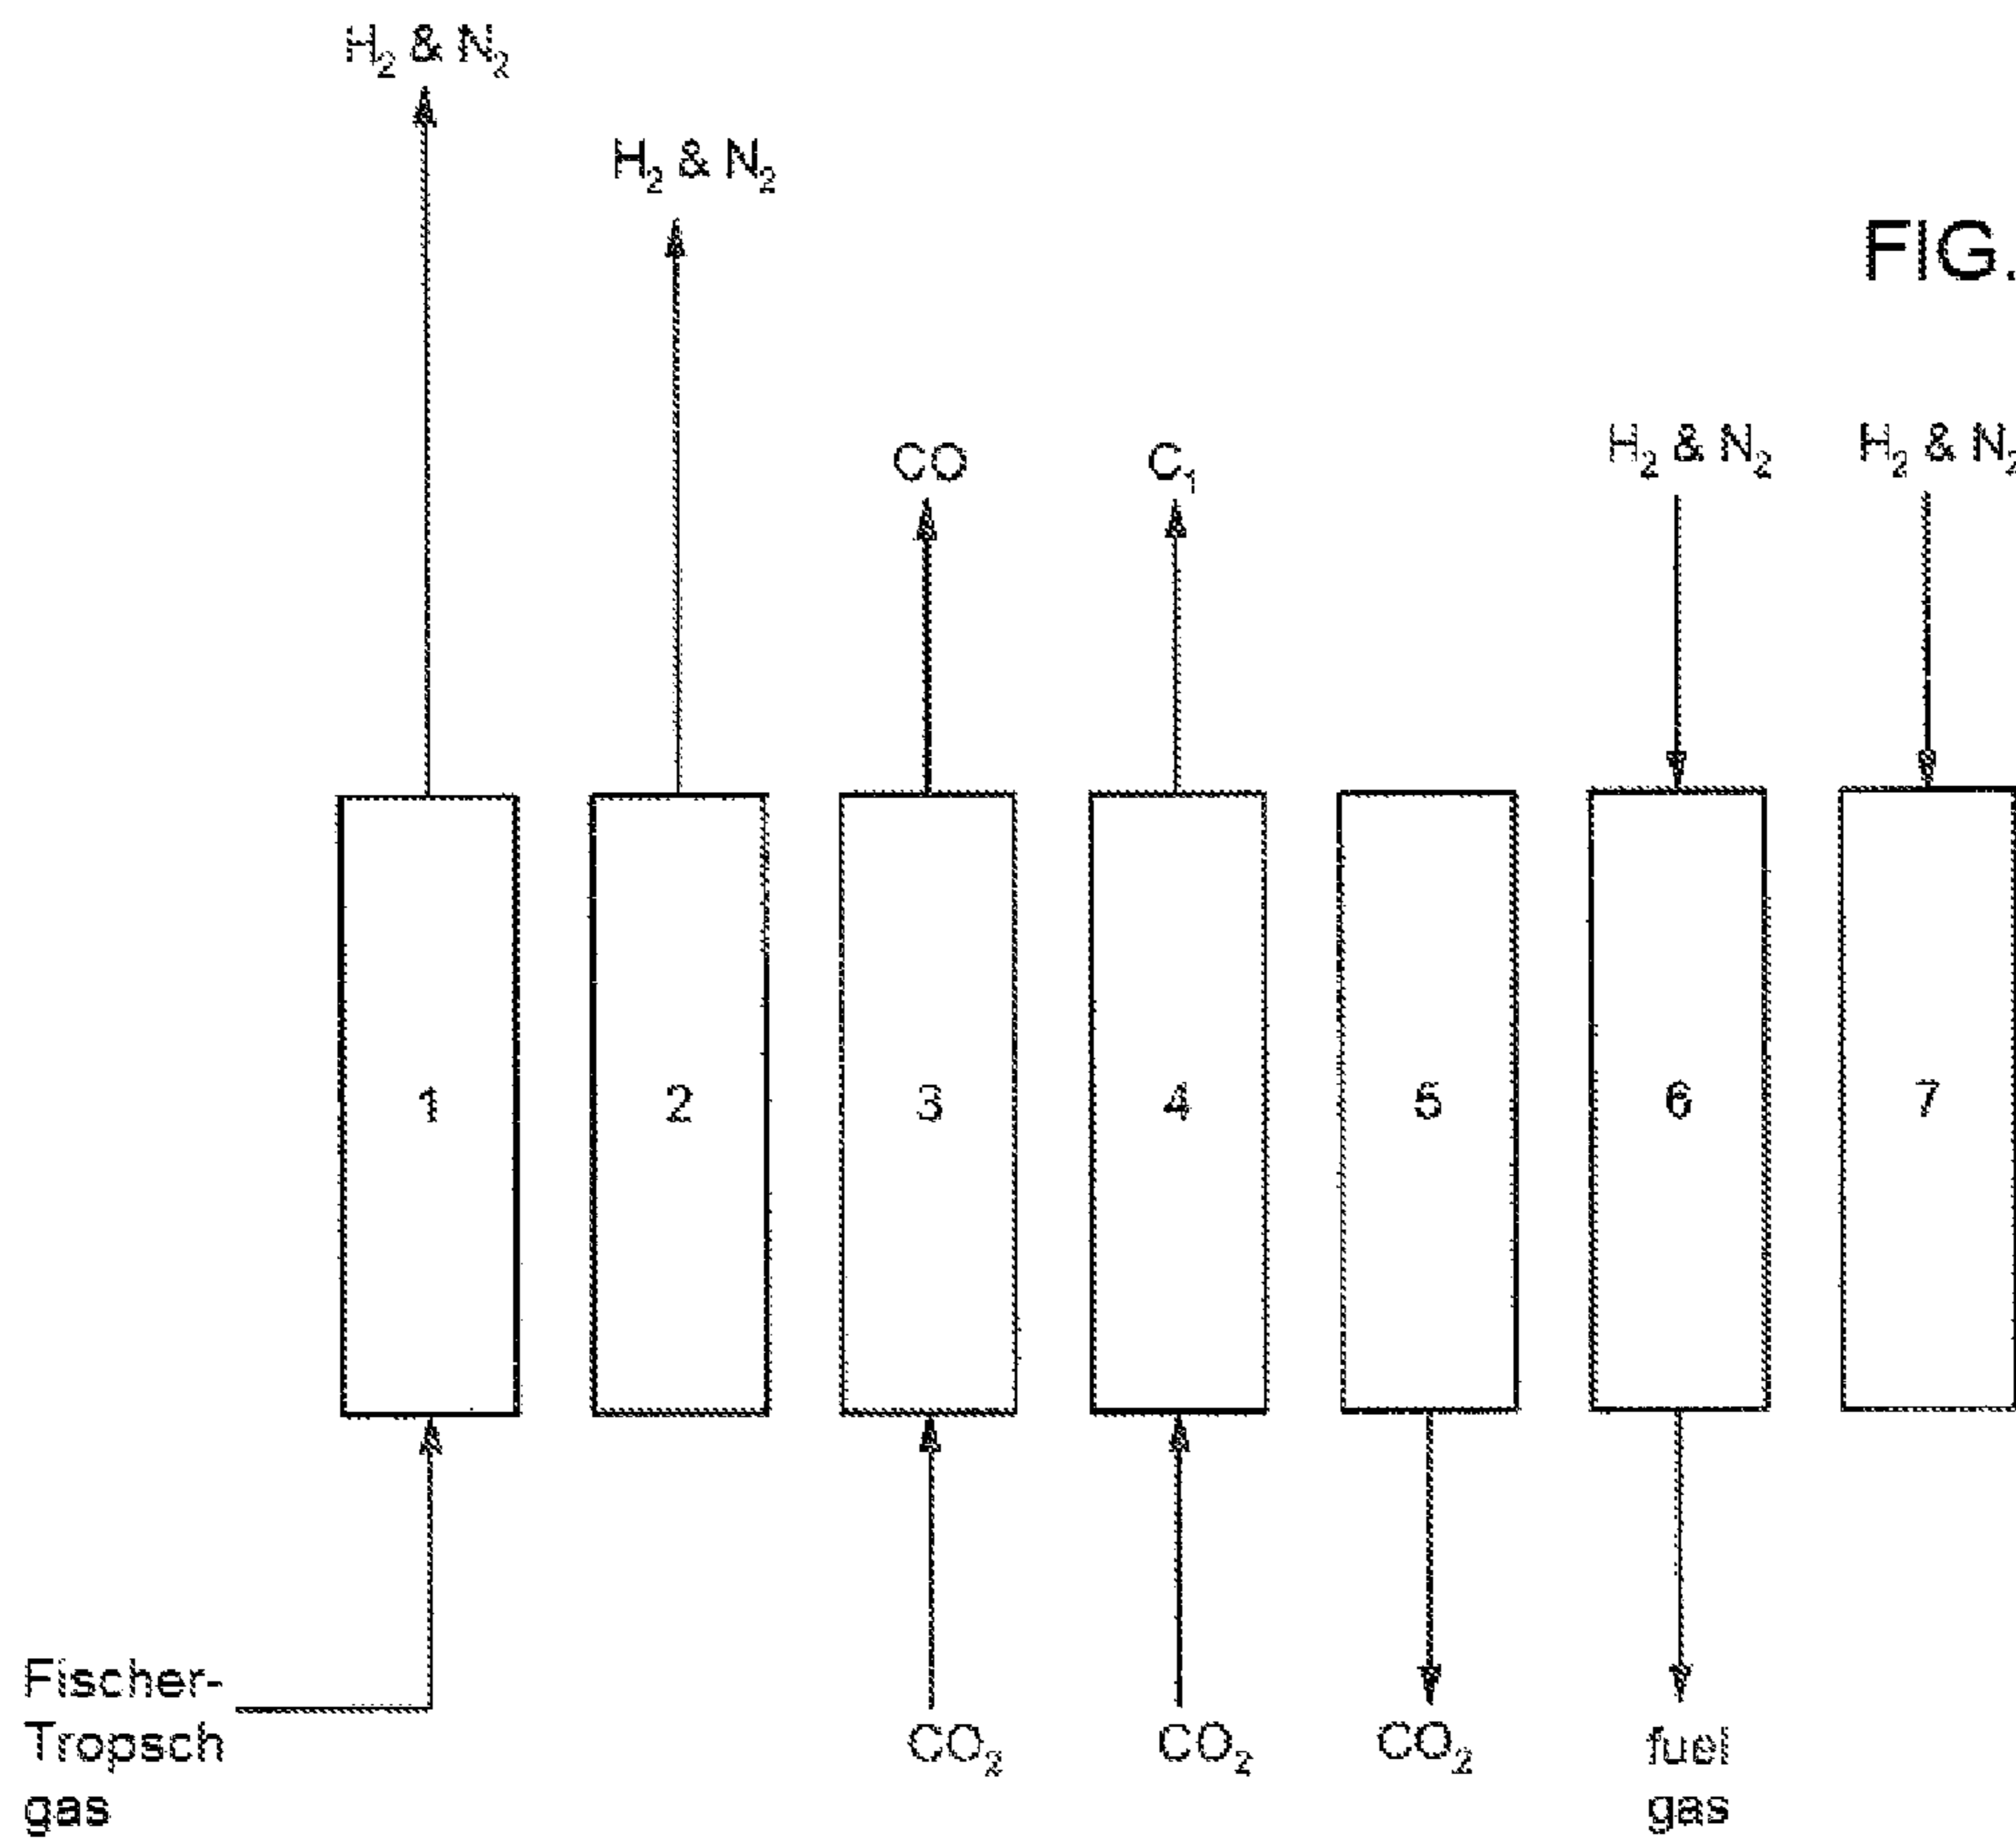 H₂ & N₂
H₂ & N₂
FIG.
CO
C₁
H₂ & N₂
H₂ & N₂
1
2
3
4
5
6
7
Fischer-
Tropsch
gas
CO₂
CO₂
CO₂
fuel
gas